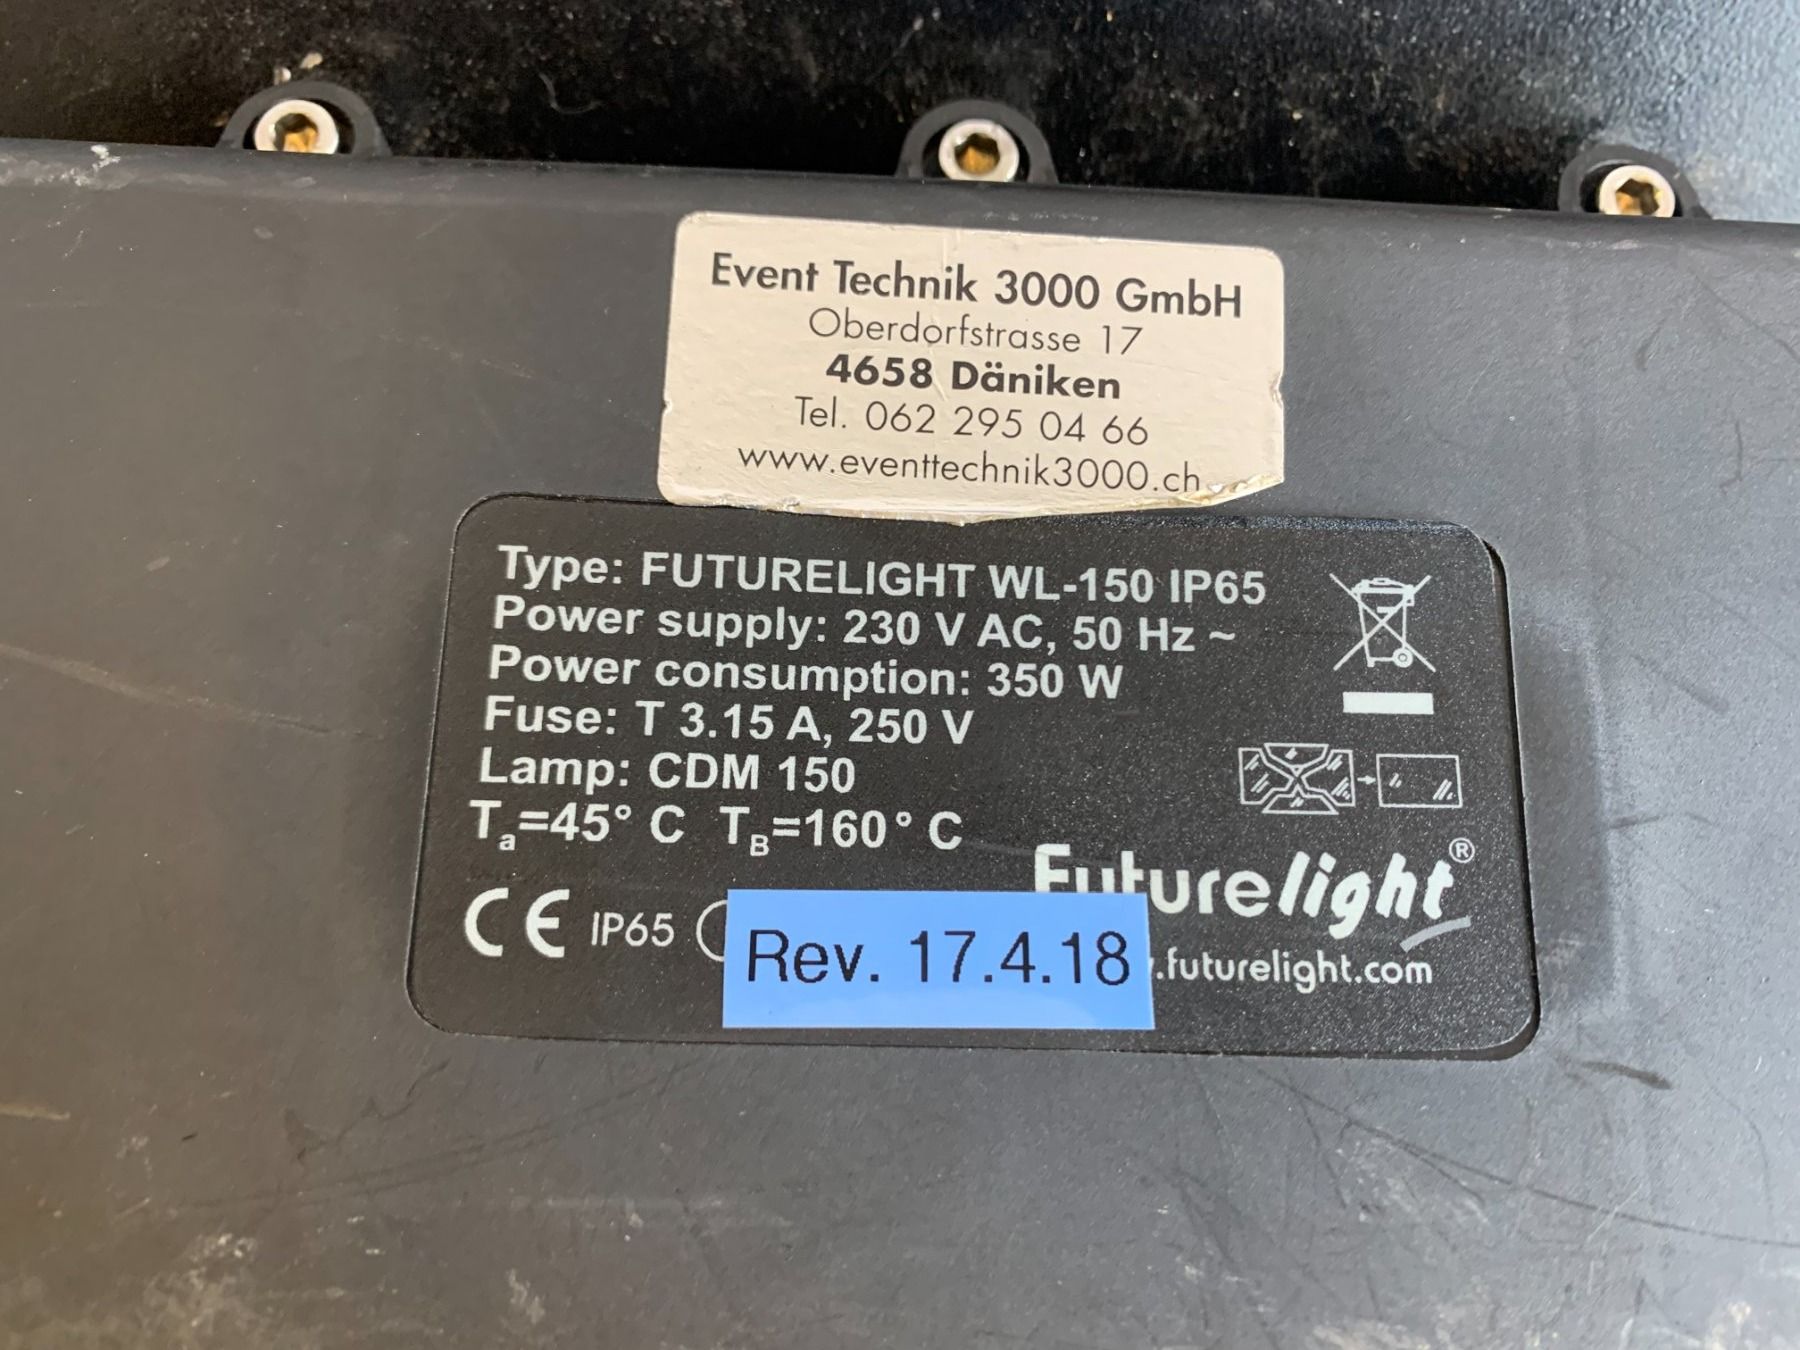 Event Technik 3000 GmbH
Oberdorfstrasse 17
4658 Däniken
Tel. 062 295 04 66
www.eventtechnik3000.ch
Type: FUTURELIGHT WL-150 IP65
Power supply: 230 V AC, 50 Hz ~
Power consumption: 350 W
Fuse: T 3.15 A, 250 V
Lamp: CDM 150
Ta=45° C TB=160° C
Futurelight®
CE IP65
Rev. 17.4.18
.futurelight.com